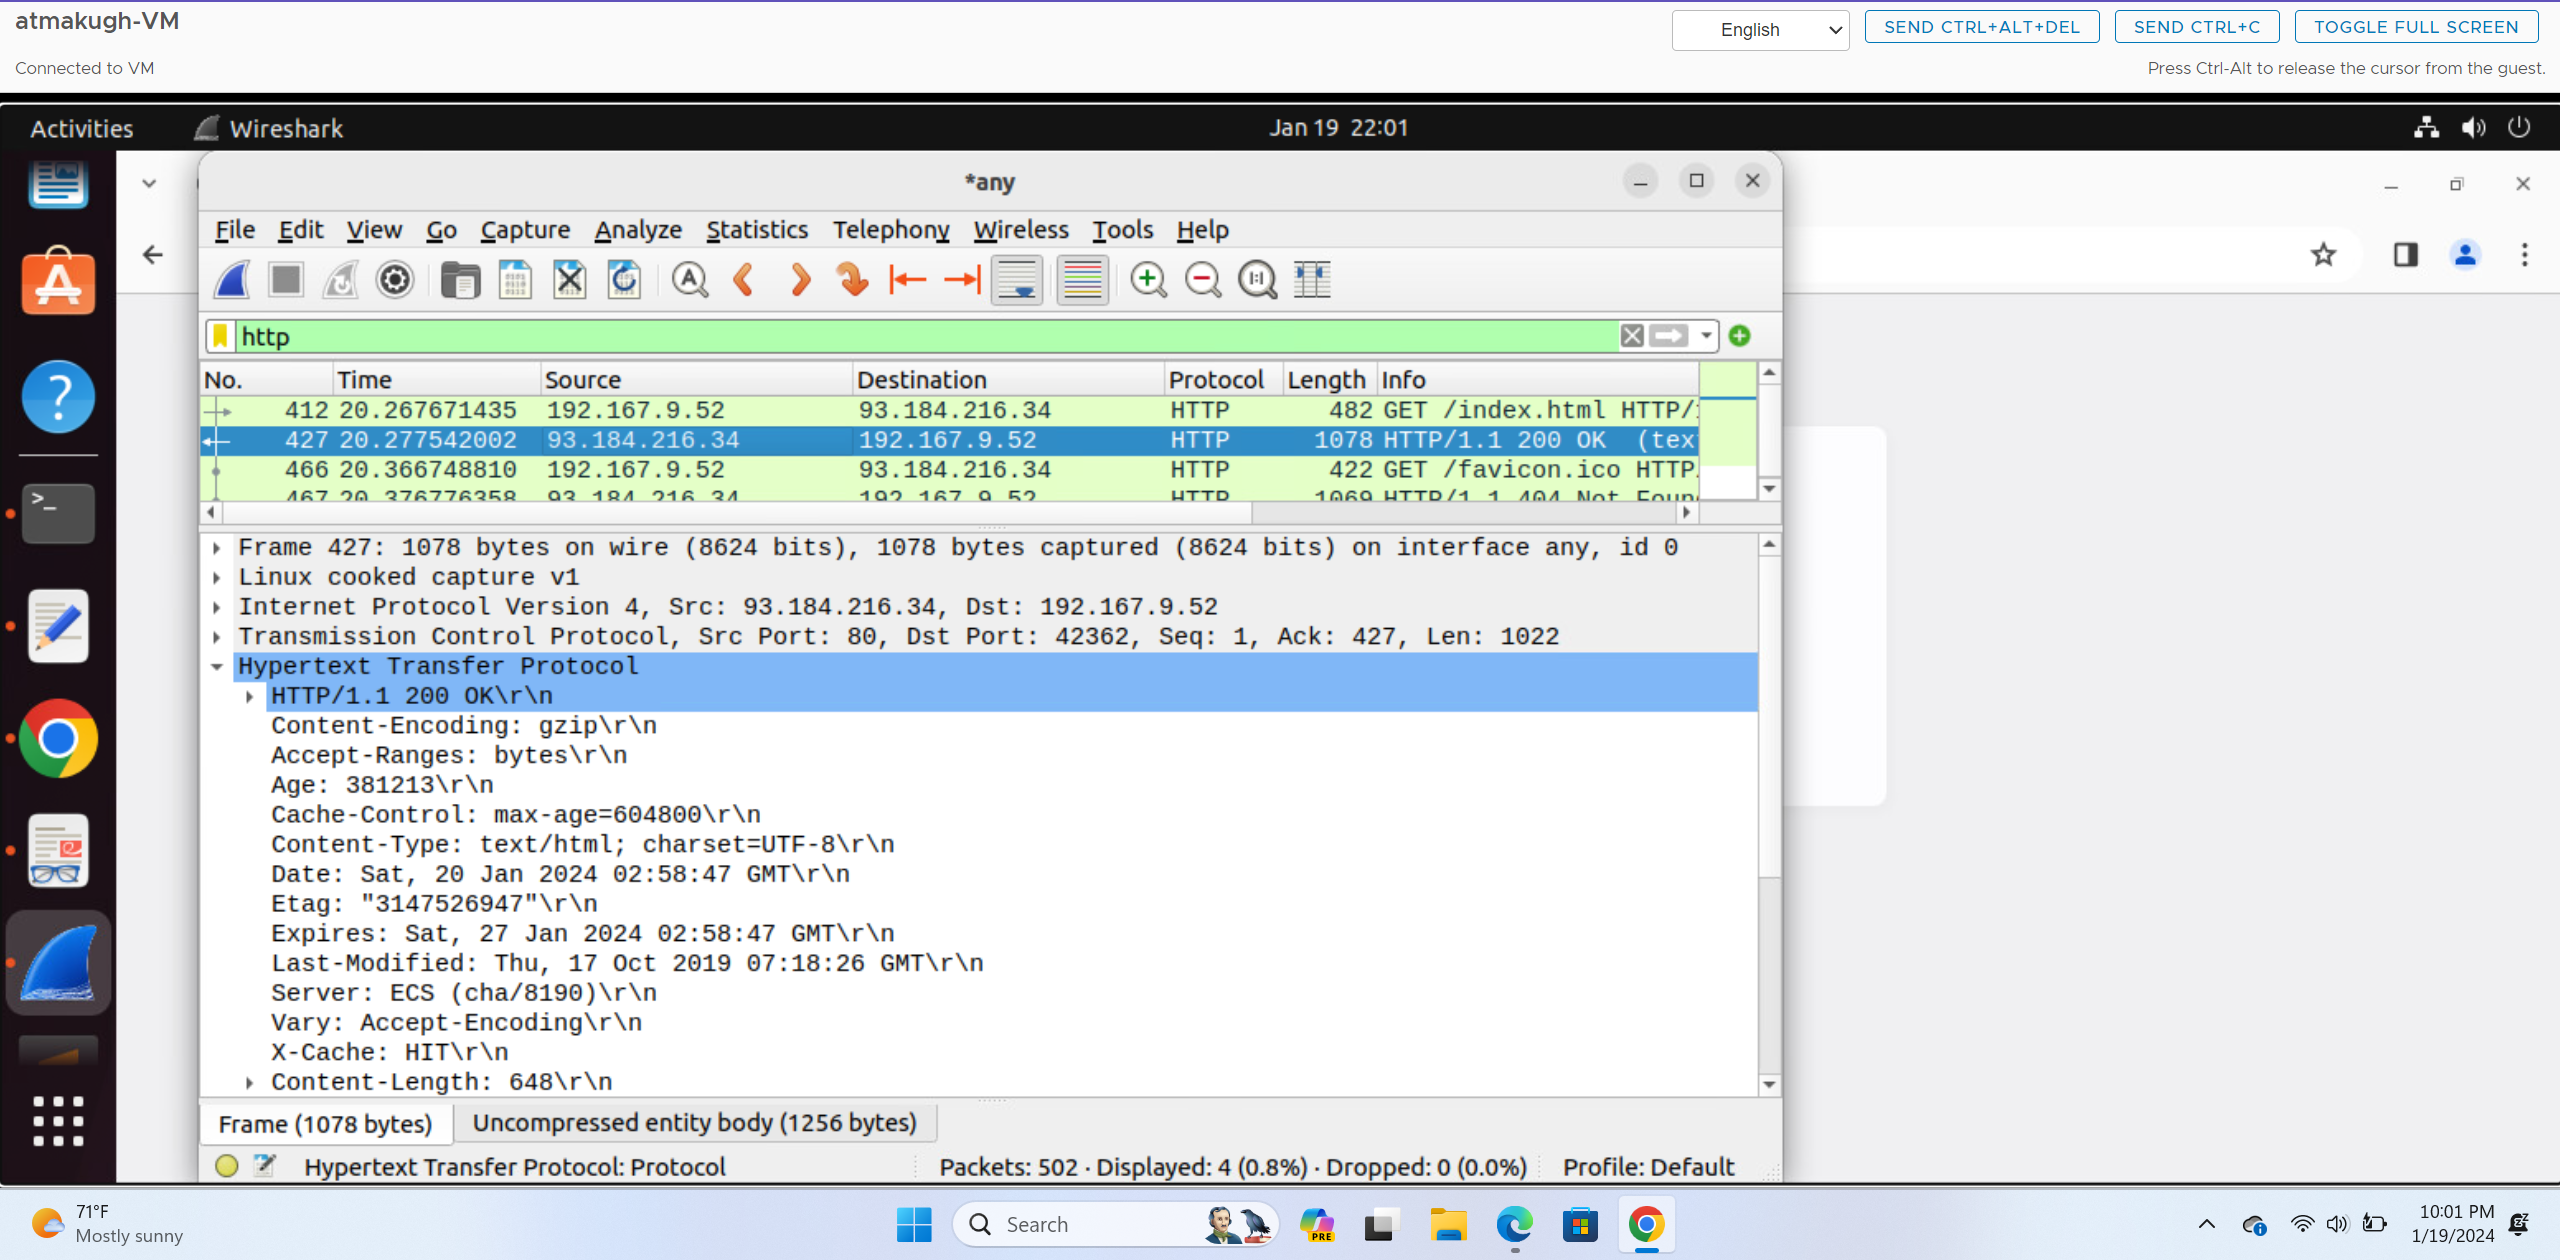 atmakugh-VM
English
SEND CTRL+ALT+DEL
SEND CTRL+C
TOGGLE FULL SCREEN
Connected to VM
Press Ctrl-Alt to release the cursor from the guest.
Activities
Wireshark
Jan 19 22:01
*any
File Edit View Go Capture Analyze Statistics Telephony Wireless Tools Help
http
No. Time Source Destination Protocol Length Info
412 20.267671435 192.167.9.52 93.184.216.34 HTTP 482 GET /index.html HTTP/
427 20.277542002 93.184.216.34 192.167.9.52 HTTP 1078 HTTP/1.1 200 OK (tex
466 20.366748810 192.167.9.52 93.184.216.34 HTTP 422 GET /favicon.ico HTTP
467 20.376776358 93.184.216.34 192.167.9.52 HTTP 1069 HTTP/1.1 404 Not Foun
Frame 427: 1078 bytes on wire (8624 bits), 1078 bytes captured (8624 bits) on interface any, id 0
Linux cooked capture v1
Internet Protocol Version 4, Src: 93.184.216.34, Dst: 192.167.9.52
Transmission Control Protocol, Src Port: 80, Dst Port: 42362, Seq: 1, Ack: 427, Len: 1022
Hypertext Transfer Protocol
HTTP/1.1 200 OK\r\n
Content-Encoding: gzip\r\n
Accept-Ranges: bytes\r\n
Age: 381213\r\n
Cache-Control: max-age=604800\r\n
Content-Type: text/html; charset=UTF-8\r\n
Date: Sat, 20 Jan 2024 02:58:47 GMT\r\n
Etag: "3147526947"\r\n
Expires: Sat, 27 Jan 2024 02:58:47 GMT\r\n
Last-Modified: Thu, 17 Oct 2019 07:18:26 GMT\r\n
Server: ECS (cha/8190)\r\n
Vary: Accept-Encoding\r\n
X-Cache: HIT\r\n
Content-Length: 648\r\n
Frame (1078 bytes)
Uncompressed entity body (1256 bytes)
Hypertext Transfer Protocol: Protocol
Packets: 502 · Displayed: 4 (0.8%) · Dropped: 0 (0.0%)
Profile: Default
71°F
Mostly sunny
Search
PRE
10:01 PM
1/19/2024